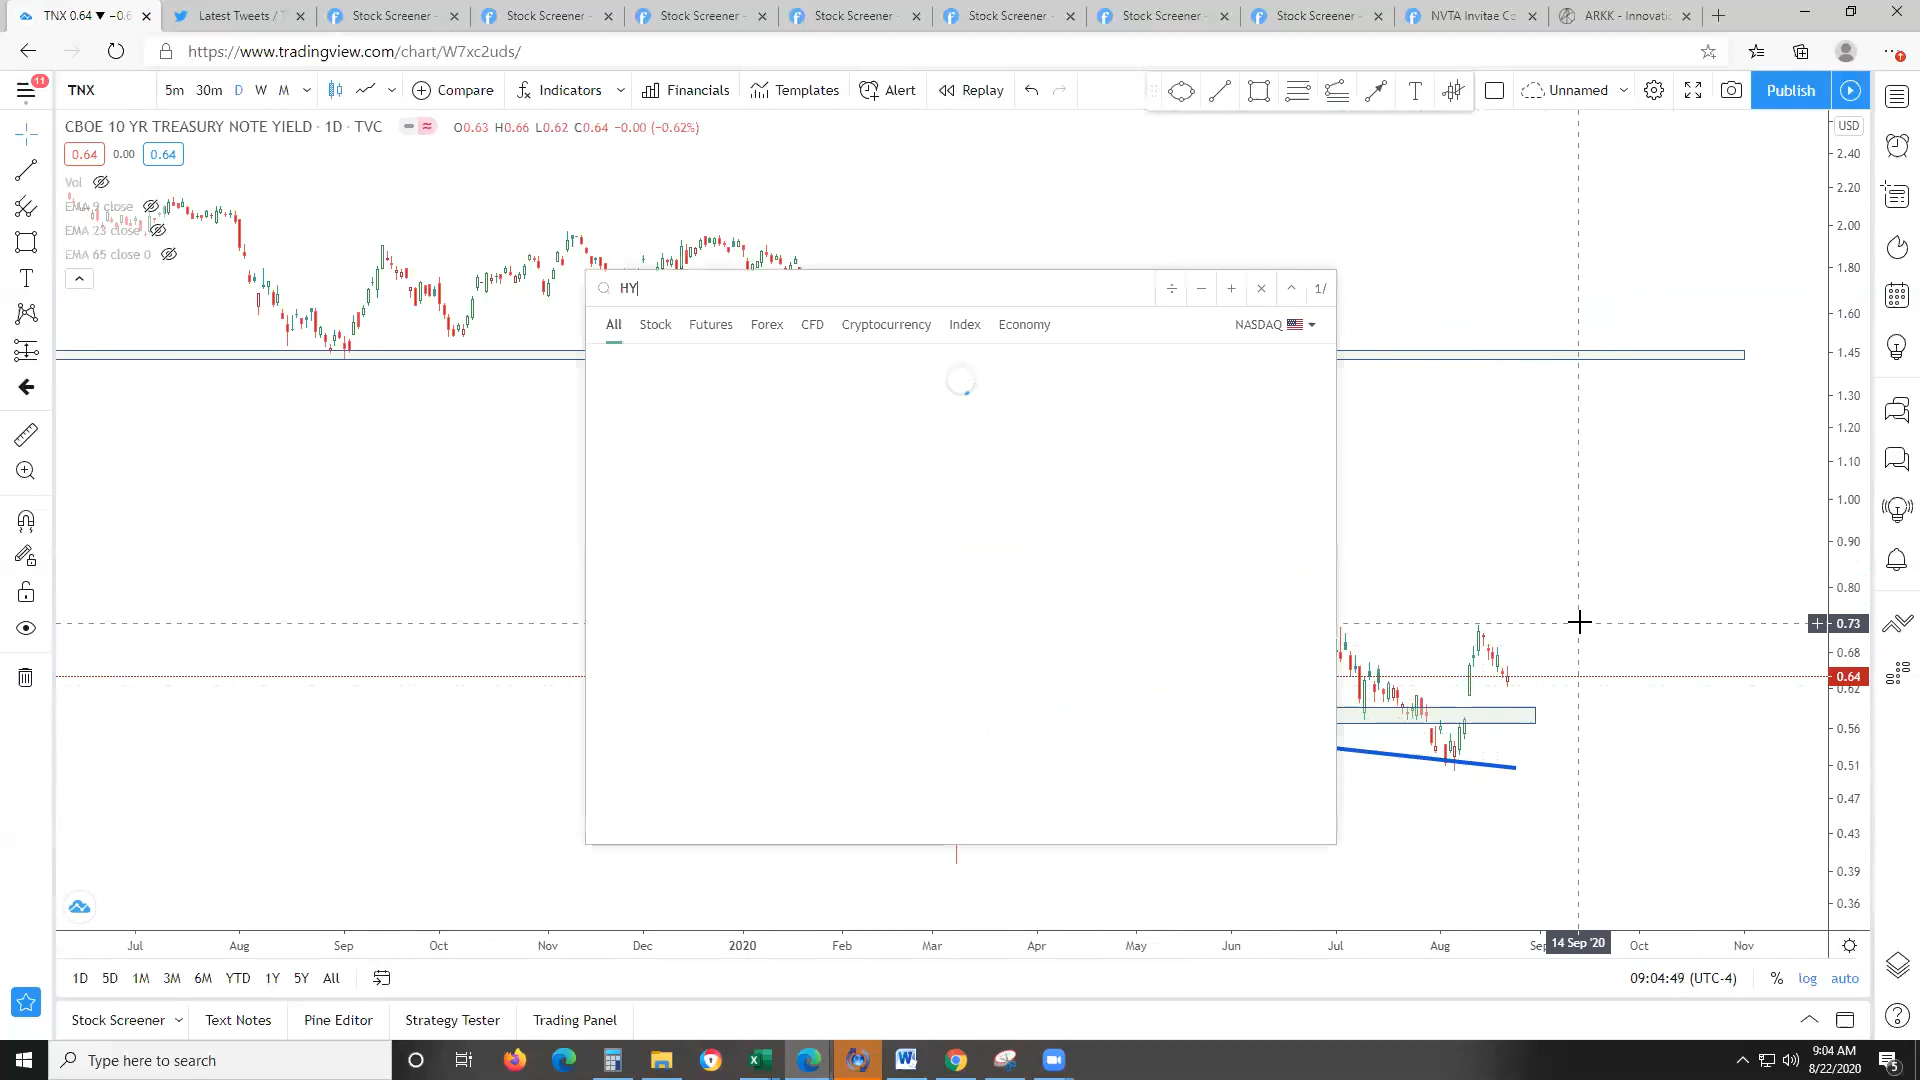 TNX 0.64 ▼ −0.6
Latest Tweets / T
Stock Screener -
Stock Screener -
Stock Screener -
Stock Screener -
Stock Screener -
Stock Screener -
Stock Screener -
NVTA Invitae Co
ARKK - Innovatio
https://www.tradingview.com/chart/W7xc2uds/
11
TNX
5m 30m D W M
Compare
Indicators
Financials
Templates
Alert
Replay
T
Unnamed
Publish
CBOE 10 YR TREASURY NOTE YIELD · 1D · TVC
O0.63 H0.66 L0.62 C0.64 −0.00 (−0.62%)
0.64 0.00 0.64
Vol
EMA 9 close
EMA 23 close
EMA 65 close 0
HY
÷ − + × ^ 1/
All Stock Futures Forex CFD Cryptocurrency Index Economy NASDAQ
USD
2.40
2.20
2.00
1.80
1.60
1.45
1.30
1.20
1.10
1.00
0.90
0.80
0.73
0.68
0.64
0.62
0.56
0.51
0.47
0.43
0.39
0.36
Jul Aug Sep Oct Nov Dec 2020 Feb Mar Apr May Jun Jul Aug Sep 14 Sep '20 Oct Nov
1D 5D 1M 3M 6M YTD 1Y 5Y All
09:04:49 (UTC-4) % log auto
Stock Screener Text Notes Pine Editor Strategy Tester Trading Panel
Type here to search
9:04 AM
8/22/2020
5